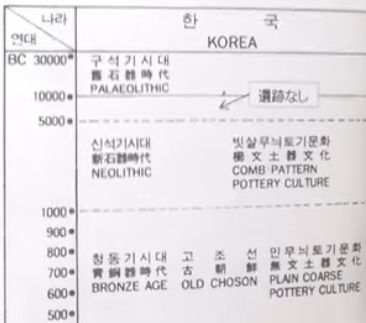 나라
연대
한국
KOREA
BC 30000
구석기시대
舊石器時代
PALAEOLITHIC
10000
遺跡なし
5000
신석기시대
新石器時代
NEOLITHIC
빗살무늬토기문화
櫛文土器文化
COMB PATTERN
POTTERY CULTURE
1000
900
800
700
600
500
청동기시대
青銅器時代
BRONZE AGE
고조선
古朝鮮
OLD CHOSON
민무늬토기문화
無文土器文化
PLAIN COARSE
POTTERY CULTURE